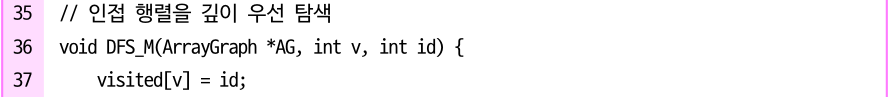 35 // 인접 행렬을 깊이 우선 탐색
36 void DFS_M(ArrayGraph *AG, int v, int id) {
37     visited[v] = id;